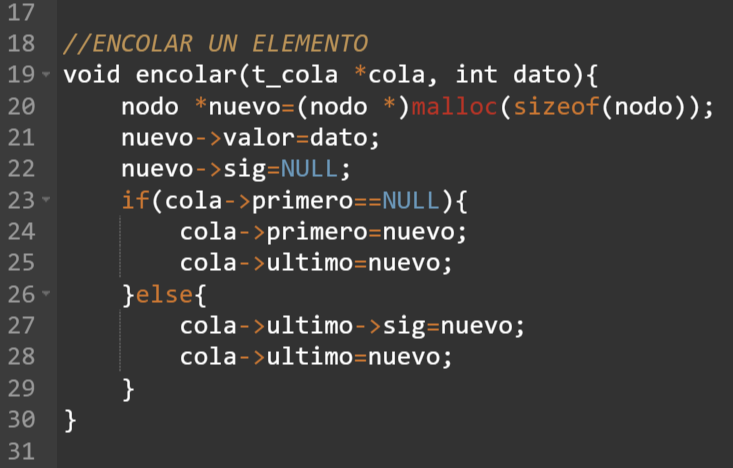 17
18 //ENCOLAR UN ELEMENTO
19 void encolar(t_cola *cola, int dato){
20     nodo *nuevo=(nodo *)malloc(sizeof(nodo));
21     nuevo->valor=dato;
22     nuevo->sig=NULL;
23     if(cola->primero==NULL){
24         cola->primero=nuevo;
25         cola->ultimo=nuevo;
26     }else{
27         cola->ultimo->sig=nuevo;
28         cola->ultimo=nuevo;
29     }
30 }
31